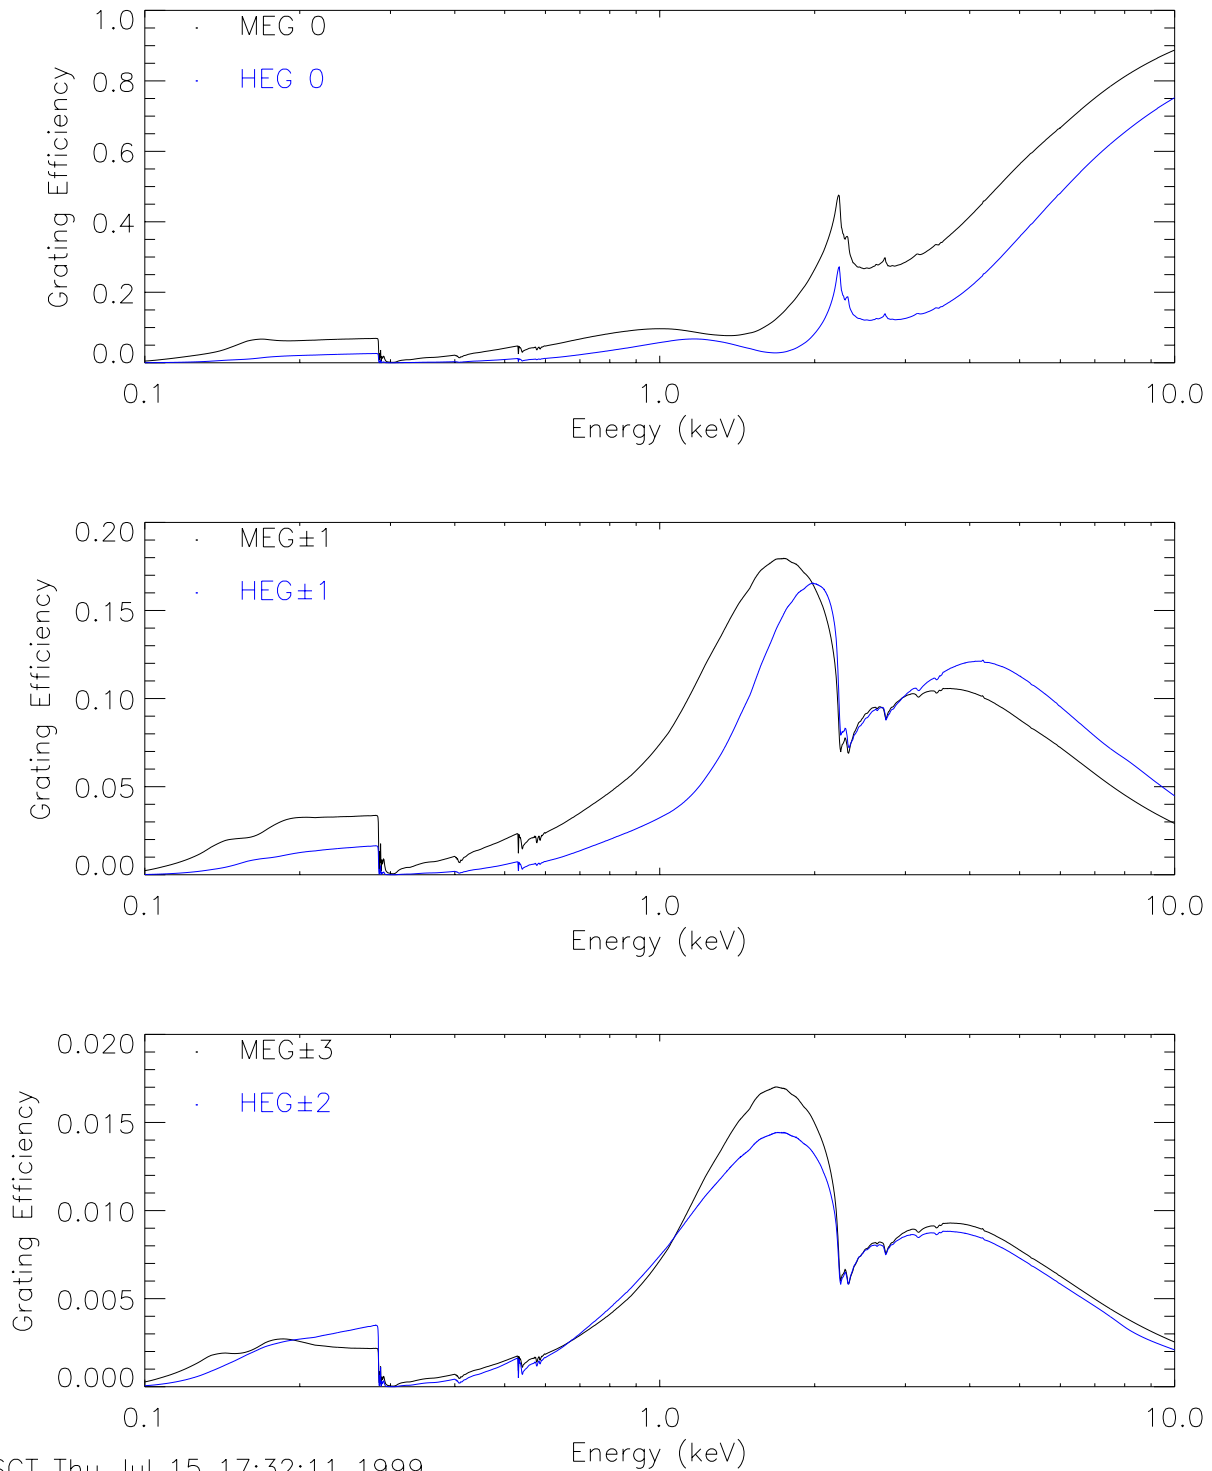 MEG 0
HEG 0
Grating Efficiency
1.0
0.8
0.6
0.4
0.2
0.0
0.1
1.0
10.0
Energy (keV)
MEG±1
HEG±1
Grating Efficiency
0.20
0.15
0.10
0.05
0.00
0.1
1.0
10.0
Energy (keV)
MEG±3
HEG±2
Grating Efficiency
0.020
0.015
0.010
0.005
0.000
0.1
1.0
10.0
Energy (keV)
SCT Thu Jul 15 17:32:11 1999